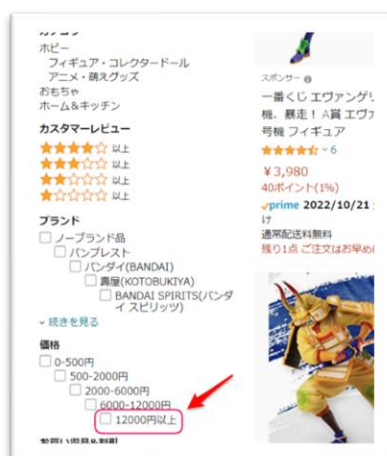 ホビー
フィギュア・コレクタードール
アニメ・萌えグッズ
おもちゃ
ホーム＆キッチン
カスタマーレビュー
以上
以上
以上
以上
ブランド
ノーブランド品
バンプレスト
バンダイ(BANDAI)
壽屋(KOTOBUKIYA)
BANDAI SPIRITS(バンダ
イ スピリッツ)
続きを見る
価格
0-500円
500-2000円
2000-6000円
6000-12000円
12000円以上
スポンサー
一番くじ エヴァンゲリ
機、暴走！ A賞 エヴァ
号機 フィギュア
6
￥3,980
40ポイント(1%)
prime 2022/10/21
け
通常配送料無料
残り1点 ご注文はお早め